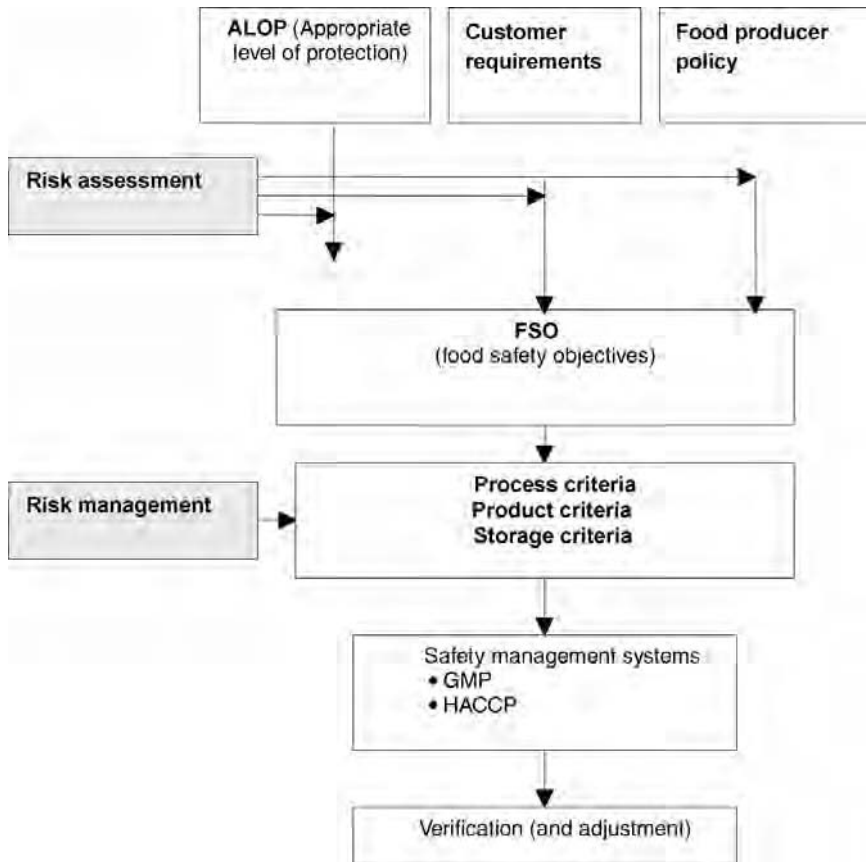 ALOP (Appropriate
level of protection)
Customer
requirements
Food producer
policy
Risk assessment
FSO
(food safety objectives)
Risk management
Process criteria
Product criteria
Storage criteria
Safety management systems
• GMP
• HACCP
Verification (and adjustment)